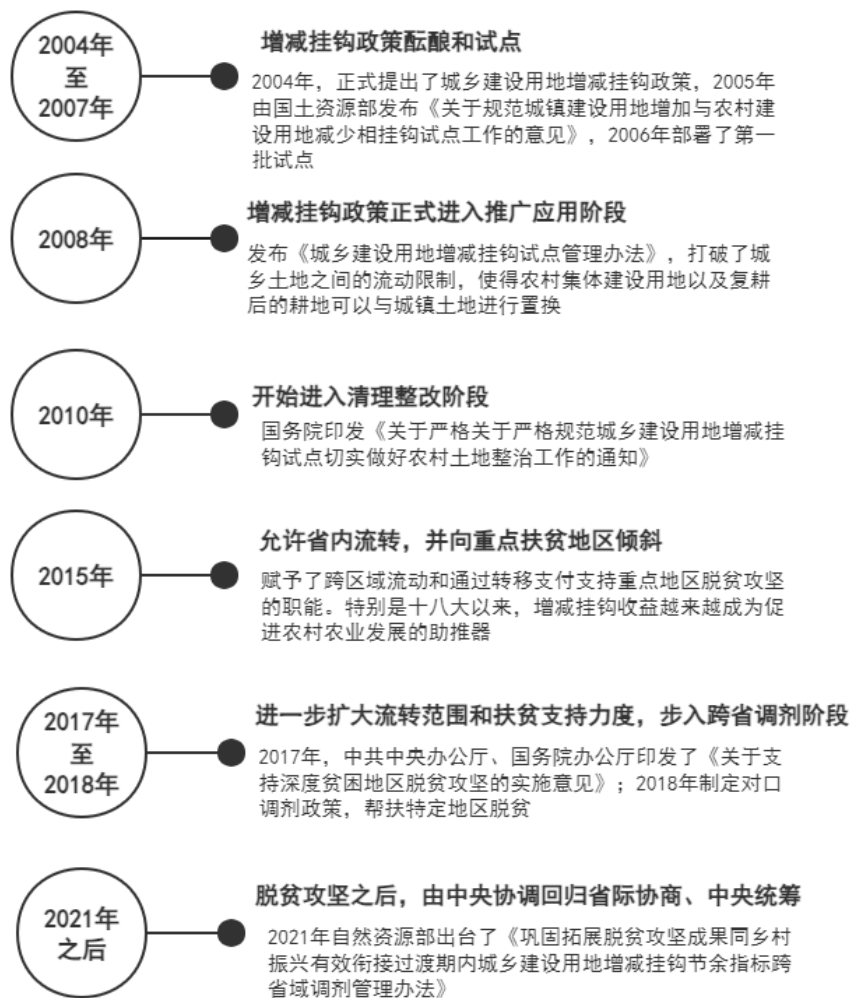 2004年
至
2007年
增减挂钩政策酝酿和试点
2004年，正式提出了城乡建设用地增减挂钩政策，2005年
由国土资源部发布《关于规范城镇建设用地增加与农村建
设用地减少相挂钩试点工作的意见》，2006年部署了第一
批试点
2008年
增减挂钩政策正式进入推广应用阶段
发布《城乡建设用地增减挂钩试点管理办法》，打破了城
乡土地之间的流动限制，使得农村集体建设用地以及复耕
后的耕地可以与城镇土地进行置换
2010年
开始进入清理整改阶段
国务院印发《关于严格关于严格规范城乡建设用地增减挂
钩试点切实做好农村土地整治工作的通知》
2015年
允许省内流转，并向重点扶贫地区倾斜
赋予了跨区域流动和通过转移支付支持重点地区脱贫攻坚
的职能。特别是十八大以来，增减挂钩收益越来越成为促
进农村农业发展的助推器
2017年
至
2018年
进一步扩大流转范围和扶贫支持力度，步入跨省调剂阶段
2017年，中共中央办公厅、国务院办公厅印发了《关于支
持深度贫困地区脱贫攻坚的实施意见》；2018年制定对口
调剂政策，帮扶特定地区脱贫
2021年
之后
脱贫攻坚之后，由中央协调回归省际协商、中央统筹
2021年自然资源部出台了《巩固拓展脱贫攻坚成果同乡村
振兴有效衔接过渡期内城乡建设用地增减挂钩节余指标跨
省域调剂管理办法》